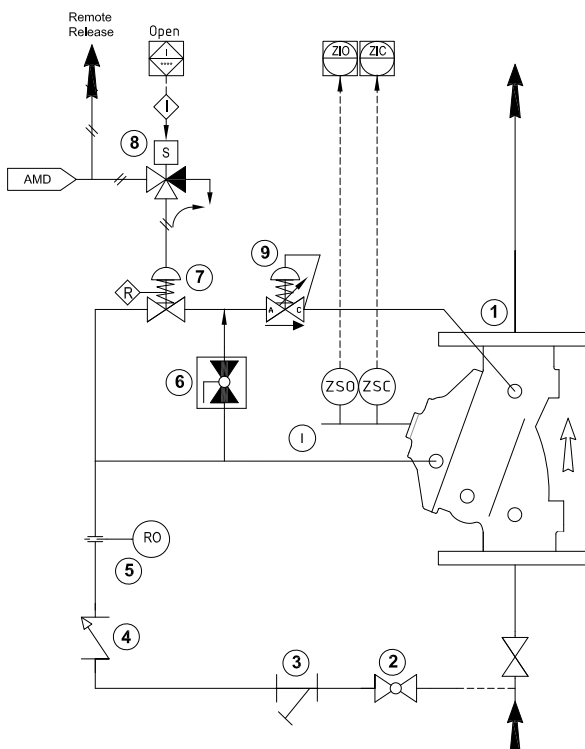 Remote
Release
Open
I
****
ZIO
ZIC
I
8
S
AMD
9
7
R
A
C
1
6
ZSO
ZSC
I
RO
5
4
3
2